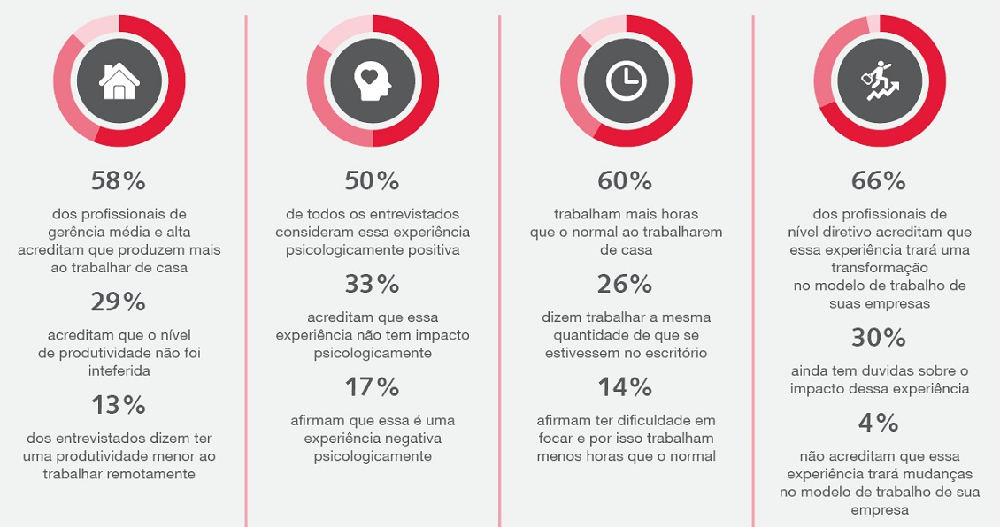 58%
dos profissionais de
gerência média e alta
acreditam que produzem mais
ao trabalhar de casa
29%
acreditam que o nível
de produtividade não foi
inteferida
13%
dos entrevistados dizem ter
uma produtividade menor ao
trabalhar remotamente
50%
de todos os entrevistados
consideram essa experiência
psicologicamente positiva
33%
acreditam que essa
experiência não tem impacto
psicologicamente
17%
afirmam que essa é uma
experiência negativa
psicologicamente
60%
trabalham mais horas
que o normal ao trabalharem
de casa
26%
dizem trabalhar a mesma
quantidade de que se
estivessem no escritório
14%
afirmam ter dificuldade em
focar e por isso trabalham
menos horas que o normal
66%
dos profissionais de
nível diretivo acreditam que
essa experiência trará uma
transformação
no modelo de trabalho de
suas empresas
30%
ainda tem duvidas sobre o
impacto dessa experiência
4%
não acreditam que essa
experiência trará mudanças
no modelo de trabalho de sua
empresa